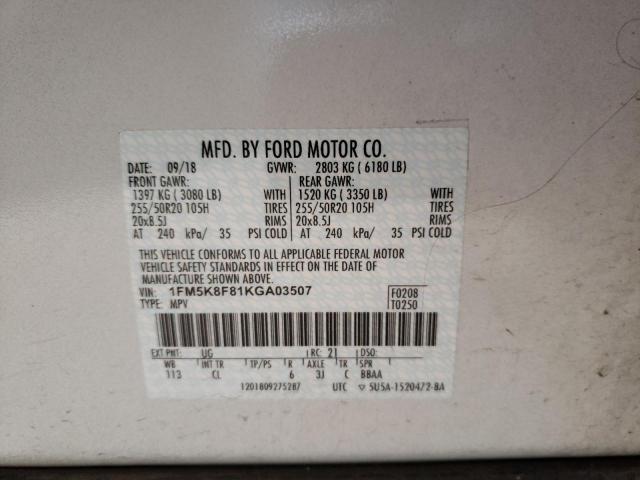 MFD. BY FORD MOTOR CO.
DATE: 09/18 GVWR: 2803 KG ( 6180 LB)
FRONT GAWR: REAR GAWR:
1397 KG ( 3080 LB) WITH 1520 KG ( 3350 LB) WITH
255/50R20 105H TIRES 255/50R20 105H TIRES
20x8.5J RIMS 20x8.5J RIMS
AT 240 kPa/ 35 PSI COLD AT 240 kPa/ 35 PSI COLD
THIS VEHICLE CONFORMS TO ALL APPLICABLE FEDERAL MOTOR
VEHICLE SAFETY STANDARDS IN EFFECT ON THE DATE OF
MANUFACTURE SHOWN ABOVE.
VIN: 1FM5K8F81KGA03507 F0208
TYPE: MPV T0250
EXT PNT: UG RC: 21 DSO:
WB INT TR TP/PS R AXLE TR SPR
113 CL 6 3J C BBAA
1201809275287 UTC ▽ 5U5A-1520472-BA